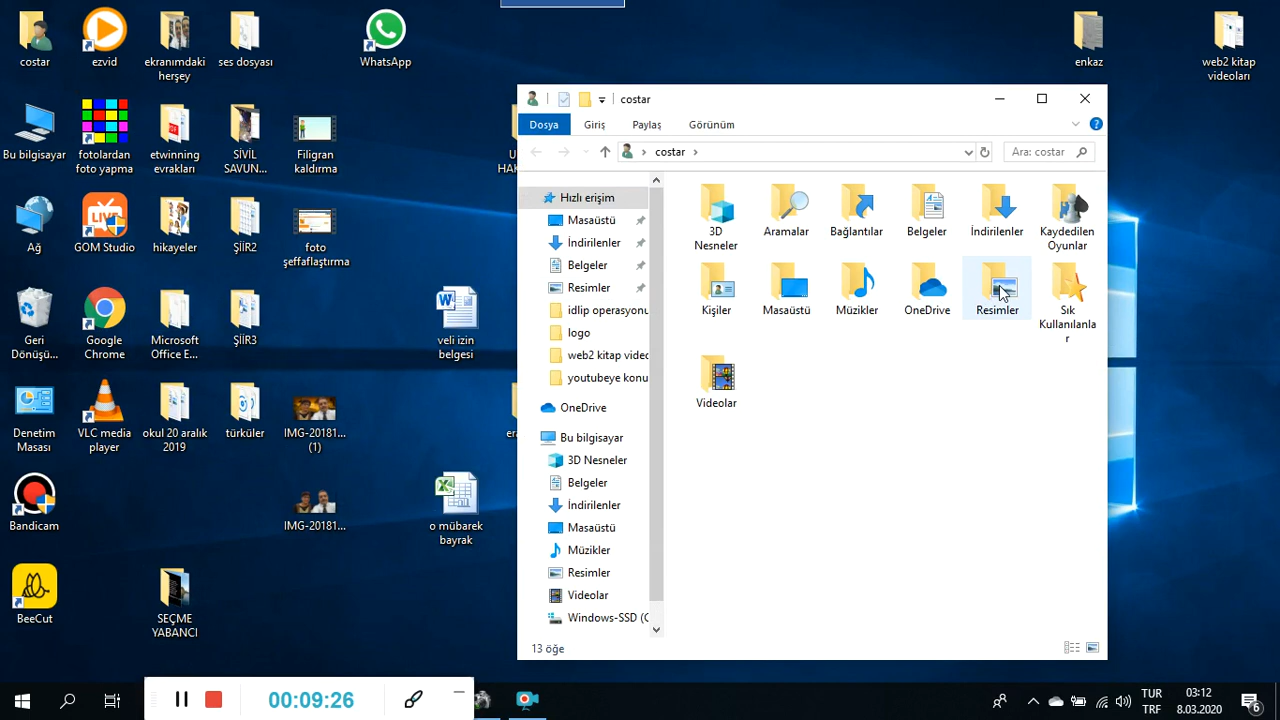 costar
ezvid
ekranımdaki
herşey
ses dosyası
WhatsApp
enkaz
web2 kitap
videoları
Bu bilgisayar
fotolardan
foto yapma
etwinning
evrakları
SİVİL
SAVUN...
Filigran
kaldırma
Ağ
GOM Studio
hikayeler
ŞİİR2
foto
şeffaflaştırma
Geri
Dönüşü...
Google
Chrome
Microsoft
Office E...
ŞİİR3
veli izin
belgesi
Denetim
Masası
VLC media
player
okul 20 aralık
2019
türküler
IMG-20181...
(1)
Bandicam
IMG-20181...
o mübarek
bayrak
BeeCut
SEÇME
YABANCI
costar
Dosya
Giriş
Paylaş
Görünüm
costar
Ara: costar
Hızlı erişim
Masaüstü
İndirilenler
Belgeler
Resimler
idlip operasyonu
logo
web2 kitap video
youtubeye konu
OneDrive
Bu bilgisayar
3D Nesneler
Belgeler
İndirilenler
Masaüstü
Müzikler
Resimler
Videolar
Windows-SSD (C
3D
Nesneler
Aramalar
Bağlantılar
Belgeler
İndirilenler
Kaydedilen
Oyunlar
Kişiler
Masaüstü
Müzikler
OneDrive
Resimler
Sık
Kullanılanla
r
Videolar
13 öğe
00:09:26
TUR
TRF
03:12
8.03.2020
6